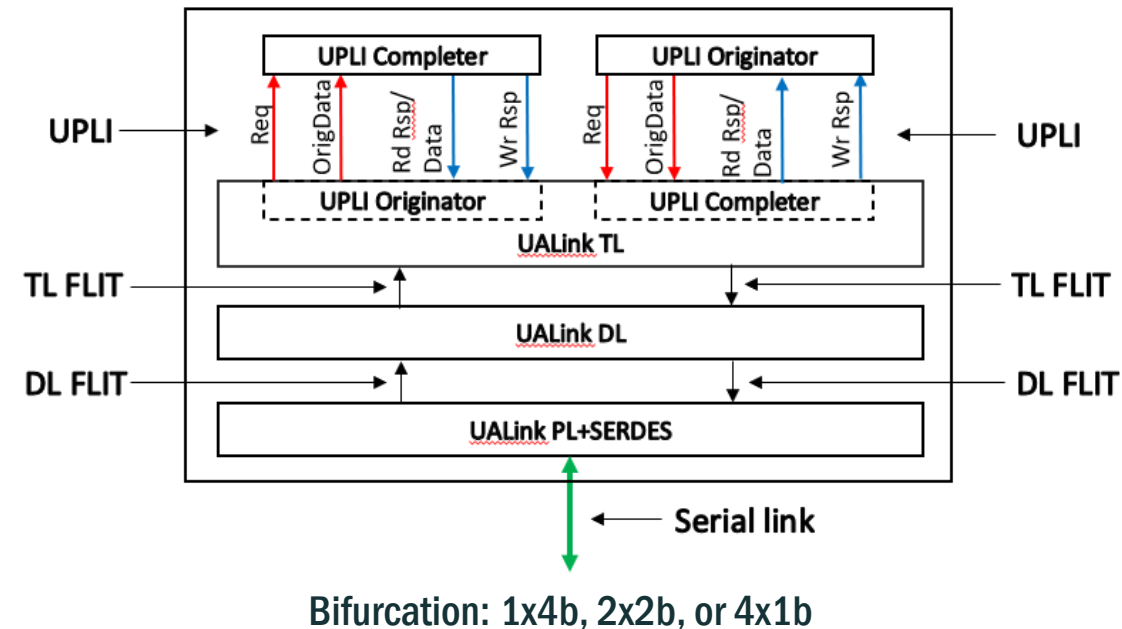 UPLI Completer
UPLI Originator
Req
OrigData
Rd Rsp/
Data
Wr Rsp
Req
OrigData
Rd Rsp/
Data
Wr Rsp
UPLI
UPLI
UPLI Originator
UPLI Completer
UALink TL
TL FLIT
TL FLIT
UALink DL
DL FLIT
DL FLIT
UALink PL+SERDES
Serial link
Bifurcation: 1x4b, 2x2b, or 4x1b